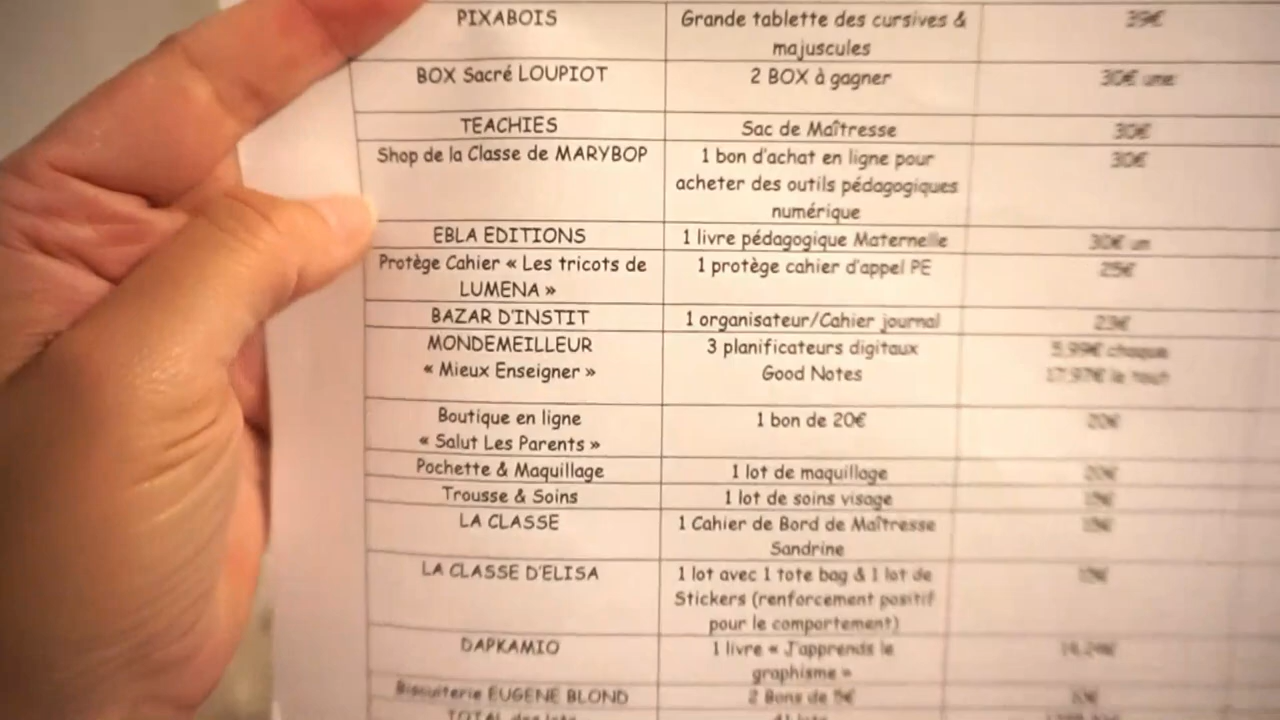 PIXABOIS
Grande tablette des cursives &
majuscules
39€
BOX Sacré LOUPIOT
2 BOX à gagner
30€ une
TEACHIES
Sac de Maîtresse
30€
Shop de la Classe de MARYBOP
1 bon d'achat en ligne pour
acheter des outils pédagogiques
numérique
30€
EBLA EDITIONS
1 livre pédagogique Maternelle
30€ un
Protège Cahier « Les tricots de
LUMENA »
1 protège cahier d'appel PE
25€
BAZAR D'INSTIT
1 organisateur/Cahier journal
23€
MONDEMEILLEUR
« Mieux Enseigner »
3 planificateurs digitaux
Good Notes
5,99€ chaque
17,97€ le tout
Boutique en ligne
« Salut Les Parents »
1 bon de 20€
20€
Pochette & Maquillage
1 lot de maquillage
20€
Trousse & Soins
1 lot de soins visage
LA CLASSE
1 Cahier de Bord de Maîtresse
Sandrine
LA CLASSE D'ELISA
1 lot avec 1 tote bag & 1 lot de
Stickers (renforcement positif
pour le comportement)
DAPKAMIO
1 livre « J'apprends le
graphisme »
Biscuiterie EUGENE BLOND
2 Bons de 5€
TOTAL des lots